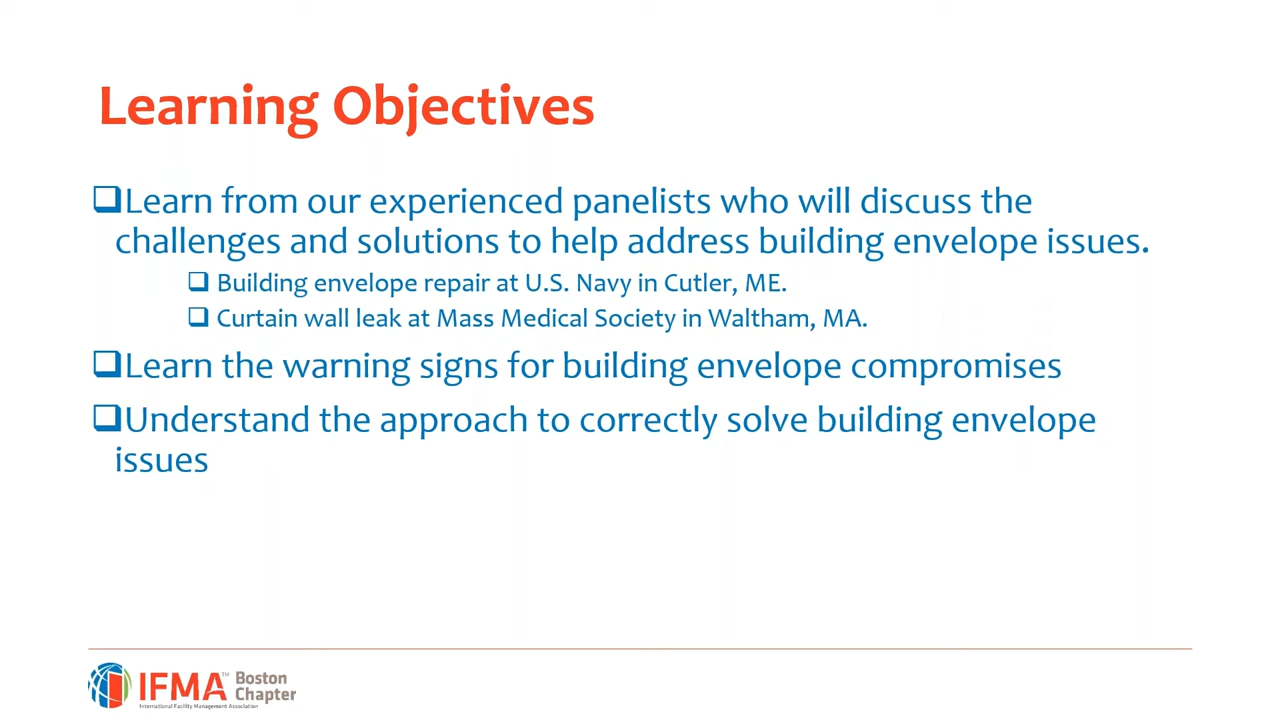 Learning Objectives
❑Learn from our experienced panelists who will discuss the
challenges and solutions to help address building envelope issues.
❑ Building envelope repair at U.S. Navy in Cutler, ME.
❑ Curtain wall leak at Mass Medical Society in Waltham, MA.
❑Learn the warning signs for building envelope compromises
❑Understand the approach to correctly solve building envelope
issues
IFMA™ Boston
Chapter
International Facility Management Association